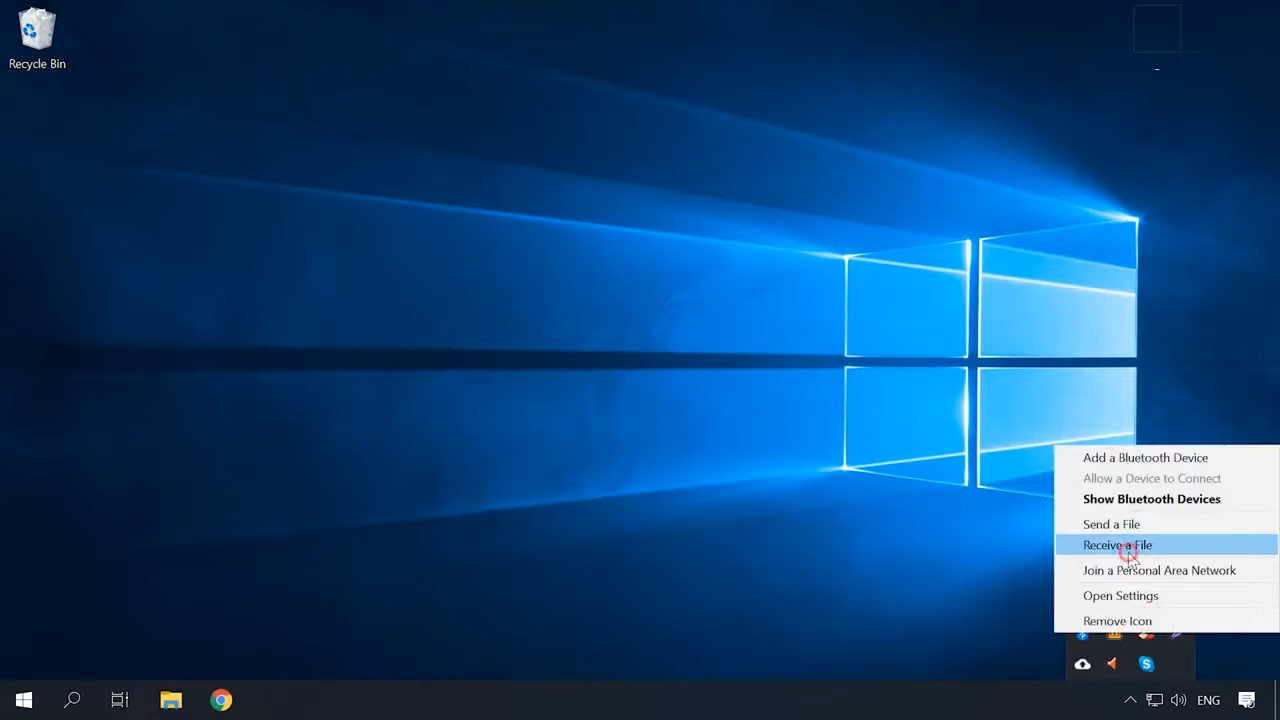 Recycle Bin
Add a Bluetooth Device
Allow a Device to Connect
Show Bluetooth Devices
Send a File
Receive a File
Join a Personal Area Network
Open Settings
Remove Icon
ENG